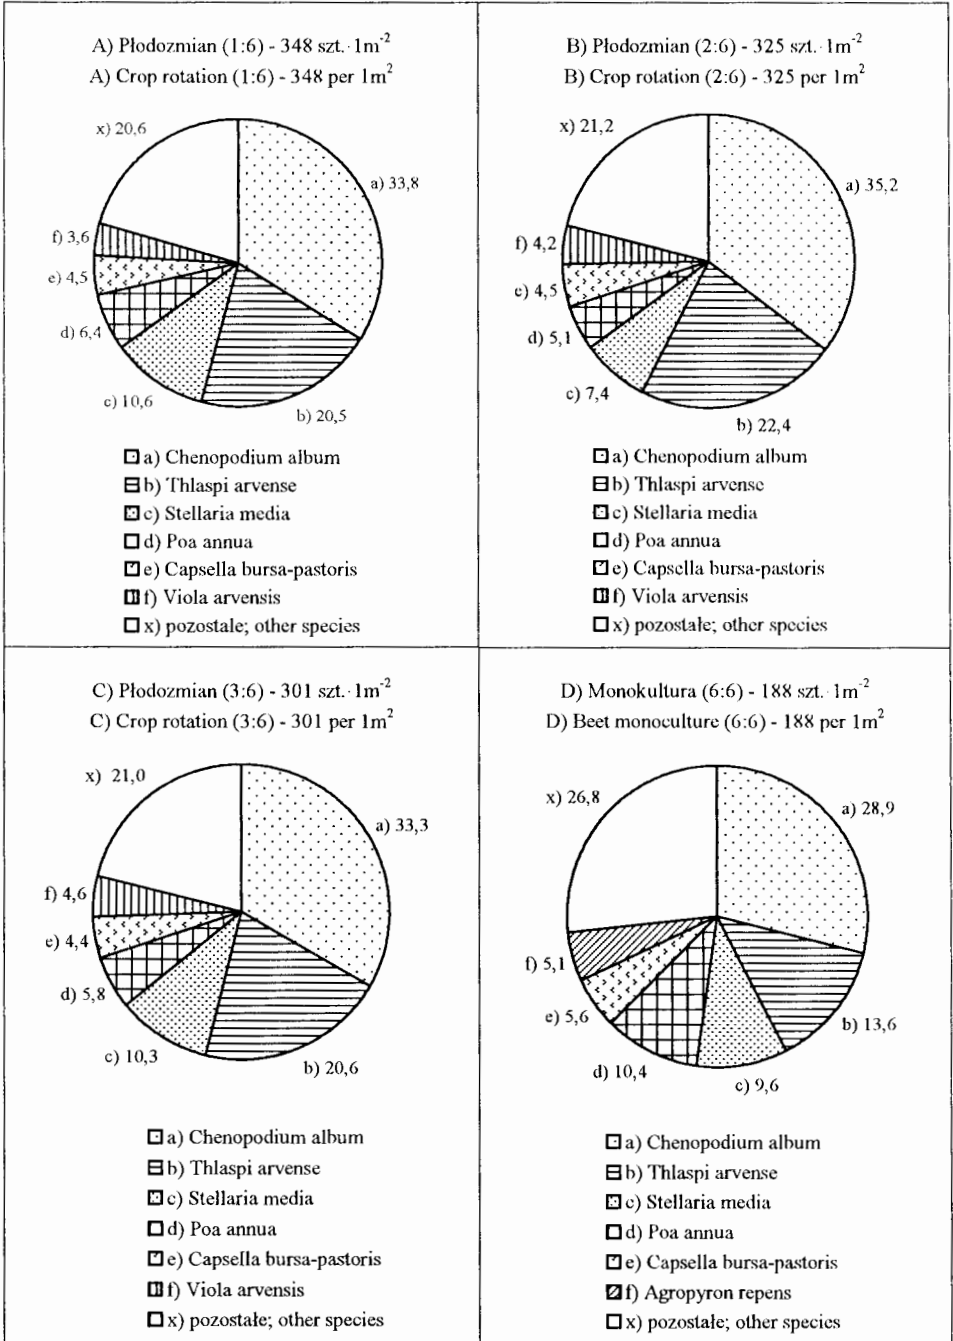 A) Płodozmian (1:6) - 348 szt.·1m⁻²
A) Crop rotation (1:6) - 348 per 1m²
x) 20,6
a) 33,8
f) 3,6
e) 4,5
d) 6,4
c) 10,6
b) 20,5
a) Chenopodium album
b) Thlaspi arvense
c) Stellaria media
d) Poa annua
e) Capsella bursa-pastoris
f) Viola arvensis
x) pozostałe; other species
B) Płodozmian (2:6) - 325 szt.·1m⁻²
B) Crop rotation (2:6) - 325 per 1m²
x) 21,2
a) 35,2
f) 4,2
e) 4,5
d) 5,1
c) 7,4
b) 22,4
a) Chenopodium album
b) Thlaspi arvense
c) Stellaria media
d) Poa annua
e) Capsella bursa-pastoris
f) Viola arvensis
x) pozostałe; other species
C) Płodozmian (3:6) - 301 szt.·1m⁻²
C) Crop rotation (3:6) - 301 per 1m²
x) 21,0
a) 33,3
f) 4,6
e) 4,4
d) 5,8
c) 10,3
b) 20,6
a) Chenopodium album
b) Thlaspi arvense
c) Stellaria media
d) Poa annua
e) Capsella bursa-pastoris
f) Viola arvensis
x) pozostałe; other species
D) Monokultura (6:6) - 188 szt.·1m⁻²
D) Beet monoculture (6:6) - 188 per 1m²
x) 26,8
a) 28,9
f) 5,1
e) 5,6
b) 13,6
d) 10,4
c) 9,6
a) Chenopodium album
b) Thlaspi arvense
c) Stellaria media
d) Poa annua
e) Capsella bursa-pastoris
f) Agropyron repens
x) pozostałe; other species